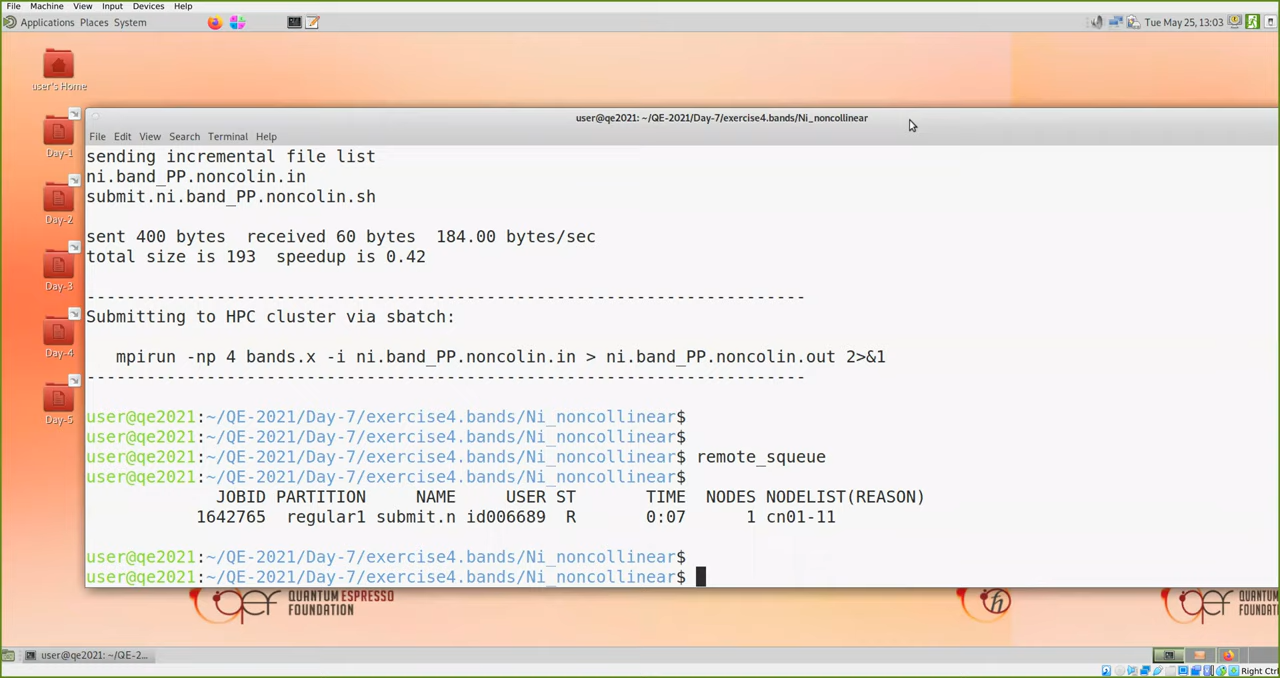 File Machine View Input Devices Help
Applications Places System
Tue May 25, 13:03
user's Home
Day-1
Day-2
Day-3
Day-4
Day-5
user@qe2021: ~/QE-2021/Day-7/exercise4.bands/Ni_noncollinear
File Edit View Search Terminal Help
sending incremental file list
ni.band_PP.noncolin.in
submit.ni.band_PP.noncolin.sh
sent 400 bytes  received 60 bytes  184.00 bytes/sec
total size is 193  speedup is 0.42
------------------------------------------------------------------------
Submitting to HPC cluster via sbatch:
mpirun -np 4 bands.x -i ni.band_PP.noncolin.in > ni.band_PP.noncolin.out 2>&1
------------------------------------------------------------------------
user@qe2021:~/QE-2021/Day-7/exercise4.bands/Ni_noncollinear$
user@qe2021:~/QE-2021/Day-7/exercise4.bands/Ni_noncollinear$
user@qe2021:~/QE-2021/Day-7/exercise4.bands/Ni_noncollinear$ remote_squeue
user@qe2021:~/QE-2021/Day-7/exercise4.bands/Ni_noncollinear$
JOBID PARTITION NAME USER ST TIME NODES NODELIST(REASON)
1642765 regular1 submit.n id006689 R 0:07 1 cn01-11
user@qe2021:~/QE-2021/Day-7/exercise4.bands/Ni_noncollinear$
user@qe2021:~/QE-2021/Day-7/exercise4.bands/Ni_noncollinear$
QUANTUM ESPRESSO
FOUNDATION
ħ
QUANTUM
FOUNDAT
user@qe2021: ~/QE-2...
Right Ctrl